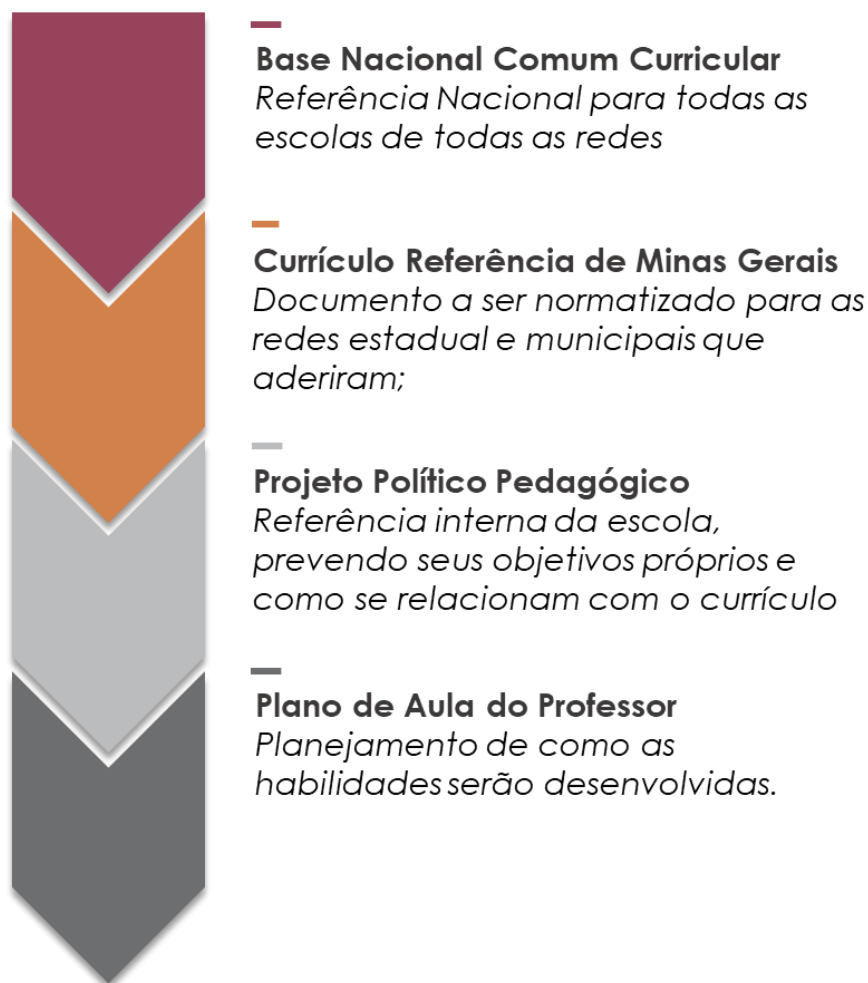 Base Nacional Comum Curricular
Referência Nacional para todas as
escolas de todas as redes
Currículo Referência de Minas Gerais
Documento a ser normatizado para as
redes estadual e municipais que
aderiram;
Projeto Político Pedagógico
Referência interna da escola,
prevendo seus objetivos próprios e
como se relacionam com o currículo
Plano de Aula do Professor
Planejamento de como as
habilidades serão desenvolvidas.